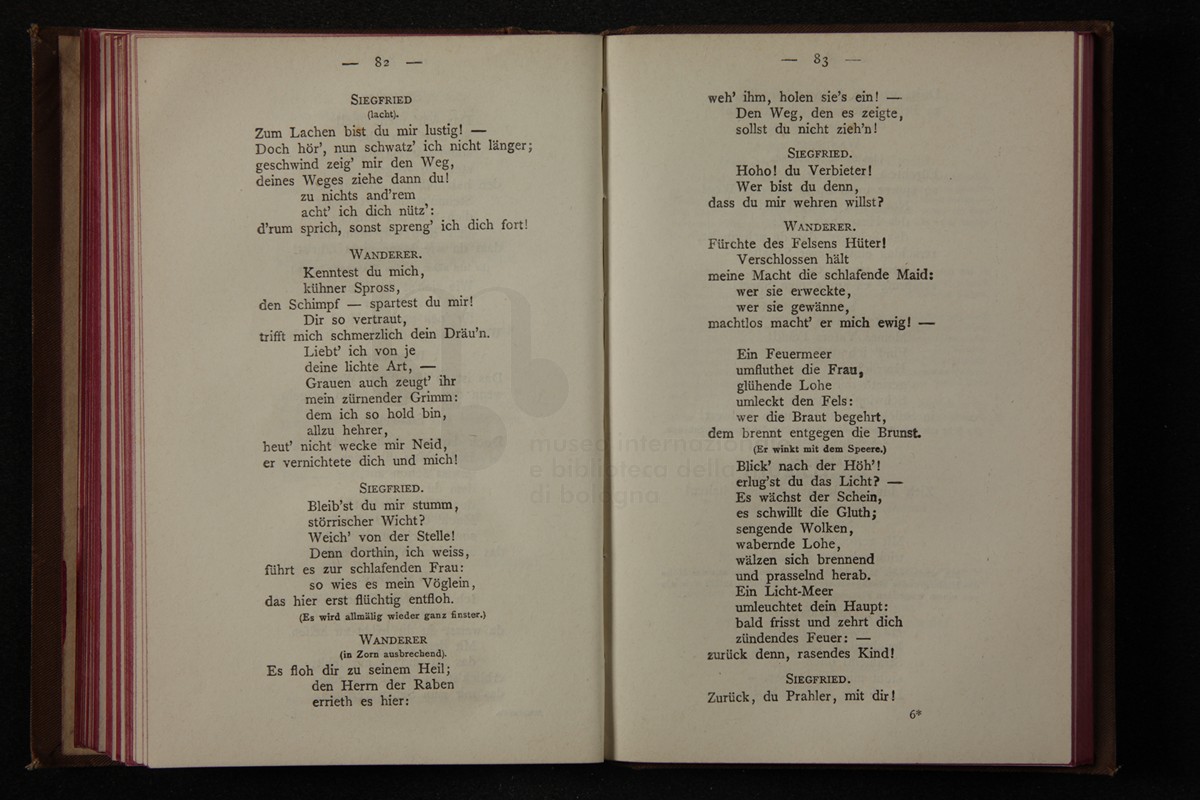 — 82 —
SIEGFRIED
(lacht).
Zum Lachen bist du mir lustig! —
Doch hör', nun schwatz' ich nicht länger;
geschwind zeig' mir den Weg,
deines Weges ziehe dann du!
zu nichts and'rem
acht' ich dich nütz':
d'rum sprich, sonst spreng' ich dich fort!
WANDERER.
Kenntest du mich,
kühner Spross,
den Schimpf — spartest du mir!
Dir so vertraut,
trifft mich schmerzlich dein Dräu'n.
Liebt' ich von je
deine lichte Art, —
Grauen auch zeugt' ihr
mein zürnender Grimm:
dem ich so hold bin,
allzu hehrer,
heut' nicht wecke mir Neid,
er vernichtete dich und mich!
SIEGFRIED.
Bleib'st du mir stumm,
störrischer Wicht?
Weich' von der Stelle!
Denn dorthin, ich weiss,
führt es zur schlafenden Frau:
so wies es mein Vöglein,
das hier erst flüchtig entfloh.
(Es wird allmälig wieder ganz finster.)
WANDERER
(in Zorn ausbrechend).
Es floh dir zu seinem Heil;
den Herrn der Raben
errieth es hier:
— 83 —
weh' ihm, holen sie's ein! —
Den Weg, den es zeigte,
sollst du nicht zieh'n!
SIEGFRIED.
Hoho! du Verbieter!
Wer bist du denn,
dass du mir wehren willst?
WANDERER.
Fürchte des Felsens Hüter!
Verschlossen hält
meine Macht die schlafende Maid:
wer sie erweckte,
wer sie gewänne,
machtlos macht' er mich ewig! —
Ein Feuermeer
umfluthet die Frau,
glühende Lohe
umleckt den Fels:
wer die Braut begehrt,
dem brennt entgegen die Brunst.
(Er winkt mit dem Speere.)
Blick' nach der Höh'!
erlug'st du das Licht? —
Es wächst der Schein,
es schwillt die Gluth;
sengende Wolken,
wabernde Lohe,
wälzen sich brennend
und prasselnd herab.
Ein Licht-Meer
umleuchtet dein Haupt:
bald frisst und zehrt dich
zündendes Feuer: —
zurück denn, rasendes Kind!
SIEGFRIED.
Zurück, du Prahler, mit dir!
6*
museo internazion
e biblioteca della
di bologna